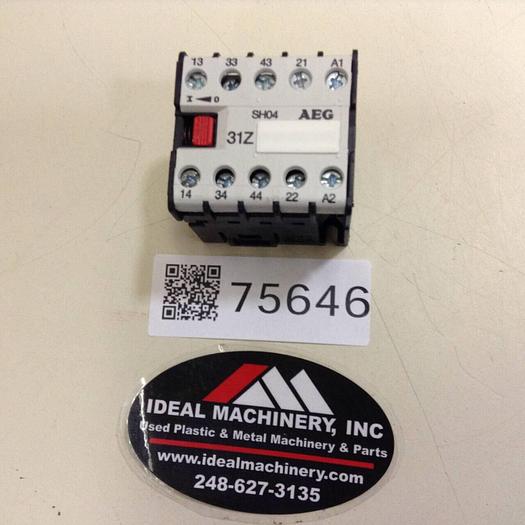 13 33 43 21 A1
I ◄ 0
SH04 AEG
31Z
14 34 44 22 A2
75646
IDEAL MACHINERY, INC
Used Plastic & Metal Machinery & Parts
www.idealmachinery.com
248-627-3135